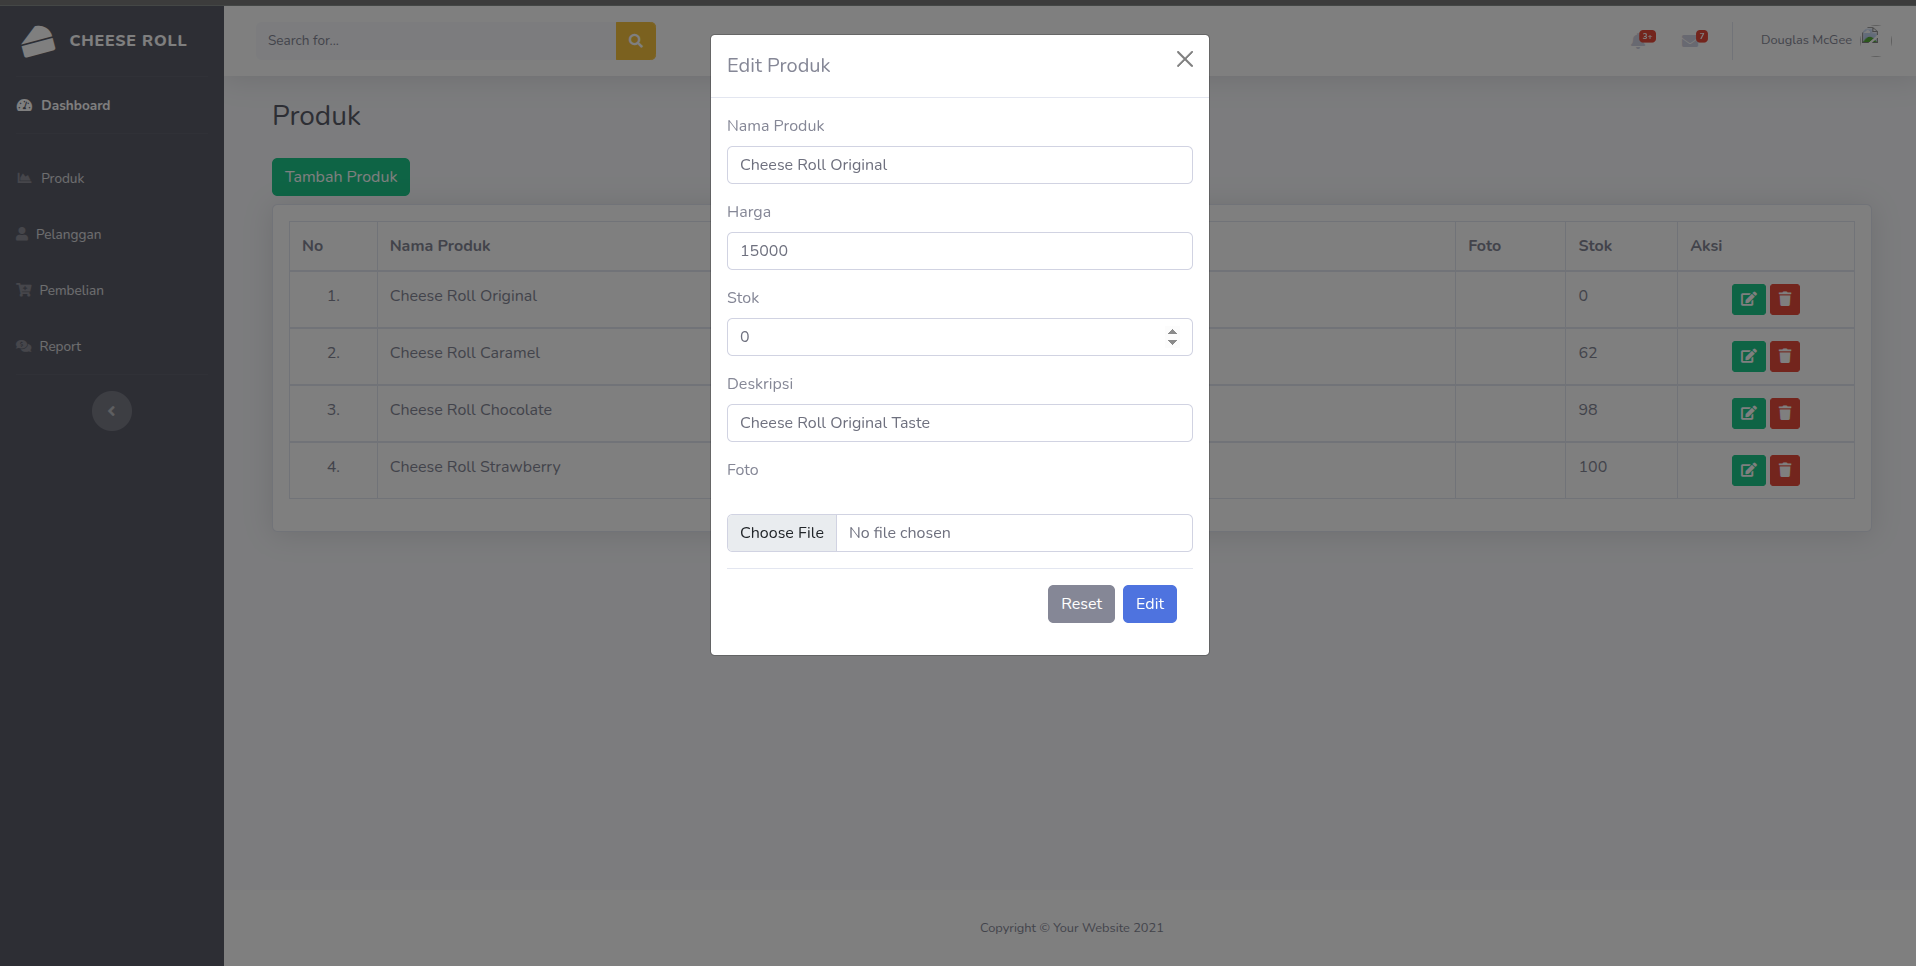 CHEESE ROLL
Dashboard
Produk
Pelanggan
Pembelian
Report
Search for...
3+
7
Douglas McGee
Produk
Tambah Produk
No Nama Produk Foto Stok Aksi
1. Cheese Roll Original 0
2. Cheese Roll Caramel 62
3. Cheese Roll Chocolate 98
4. Cheese Roll Strawberry 100
Edit Produk
Nama Produk
Cheese Roll Original
Harga
15000
Stok
0
Deskripsi
Cheese Roll Original Taste
Foto
Choose File No file chosen
Reset Edit
Copyright © Your Website 2021